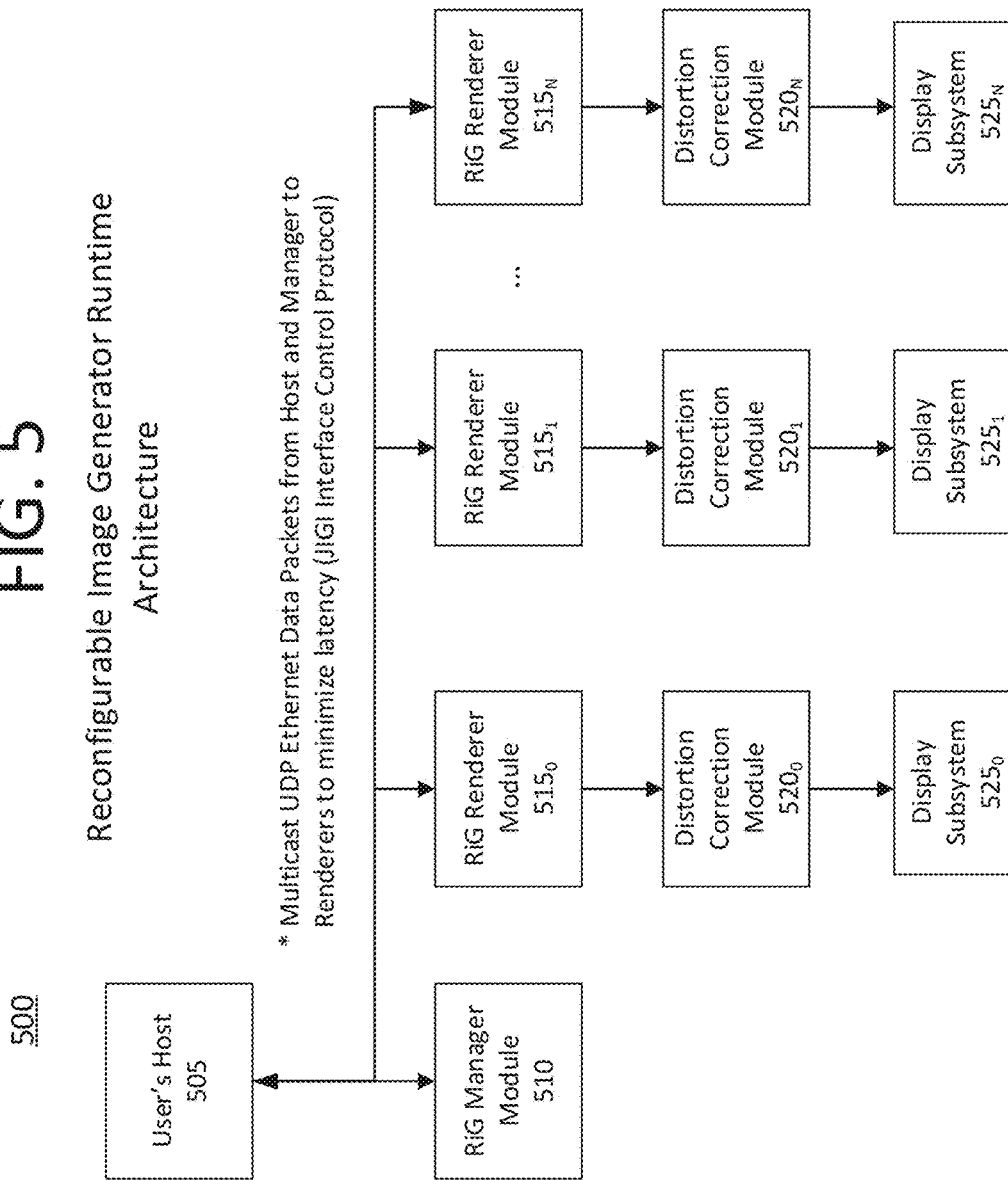 500
FIG. 5
Reconfigurable Image Generator Runtime
Architecture
User's Host
505
* Multicast UDP Ethernet Data Packets from Host and Manager to
Renderers to minimize latency (JIGI Interface Control Protocol)
RiG Manager
Module
510
RiG Renderer
Module
515₀
RiG Renderer
Module
515₁
...
RiG Renderer
Module
515_N
Distortion
Correction
Module
520₀
Distortion
Correction
Module
520₁
Distortion
Correction
Module
520_N
Display
Subsystem
525₀
Display
Subsystem
525₁
Display
Subsystem
525_N